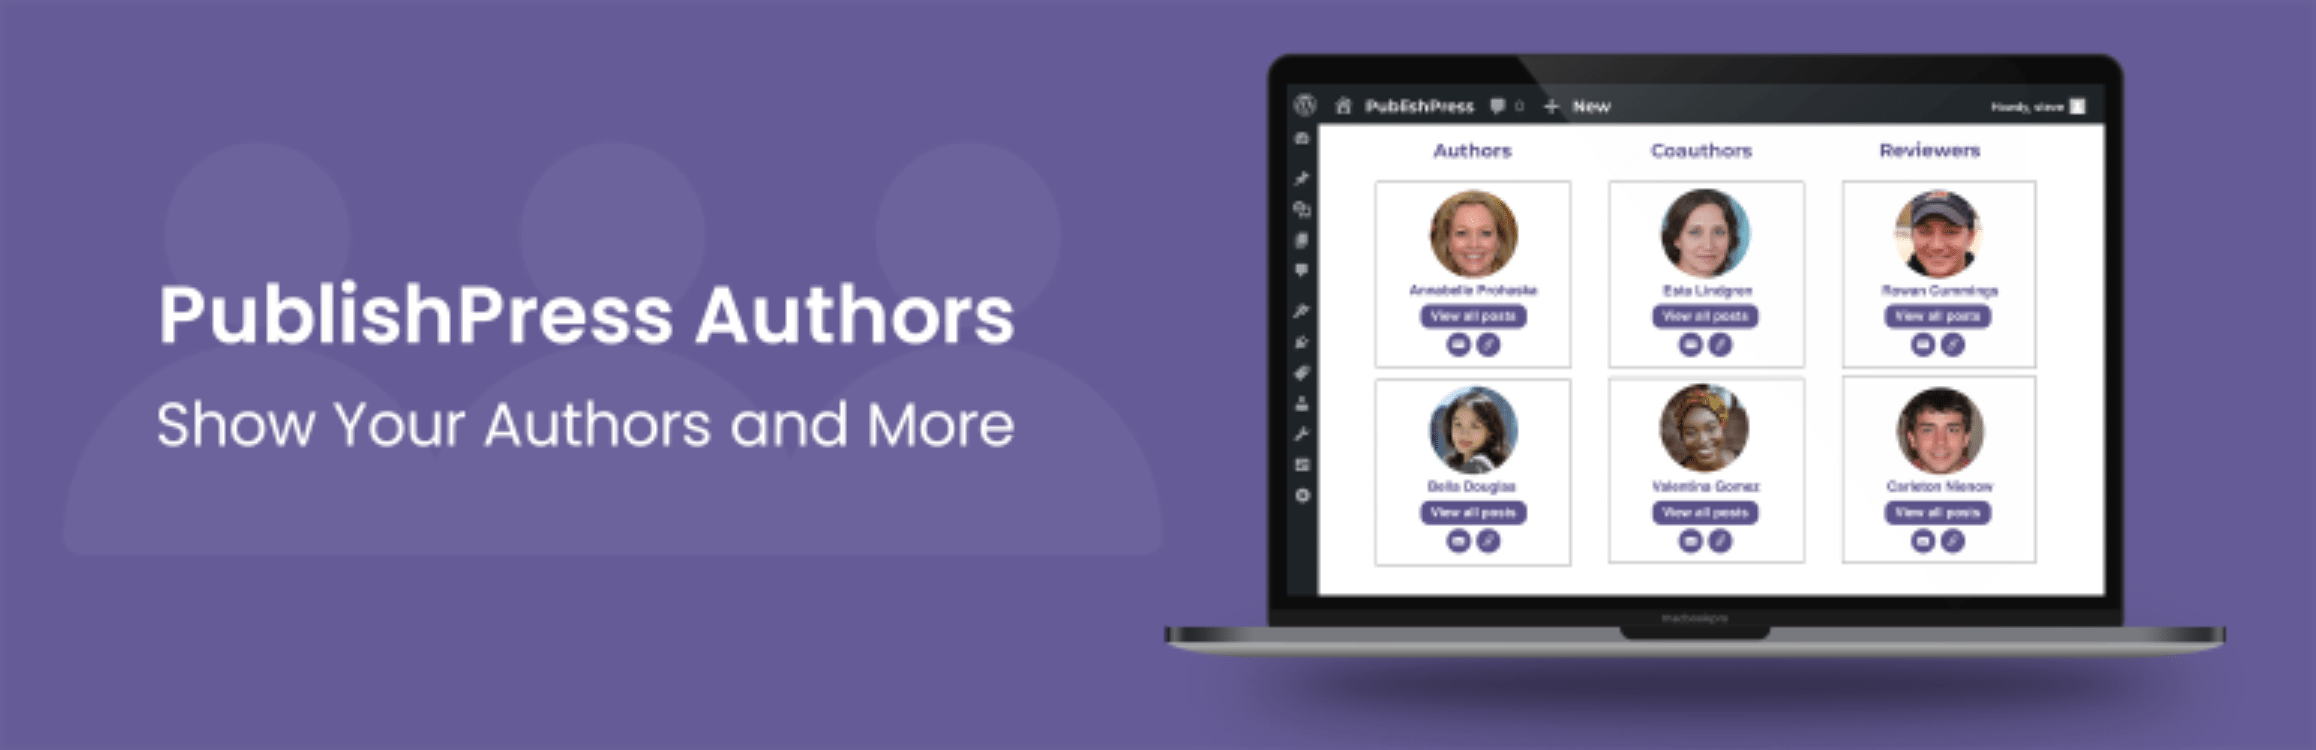 PublishPress Authors
Show Your Authors and More
PublishPress 0 New Howdy, steve
Authors Coauthors Reviewers
Annabelle Prohaska Esta Lindgren Rowan Cummings
View all posts View all posts View all posts
Bella Douglas Valentina Gomez Carleton Nienow
View all posts View all posts View all posts
macbookpro